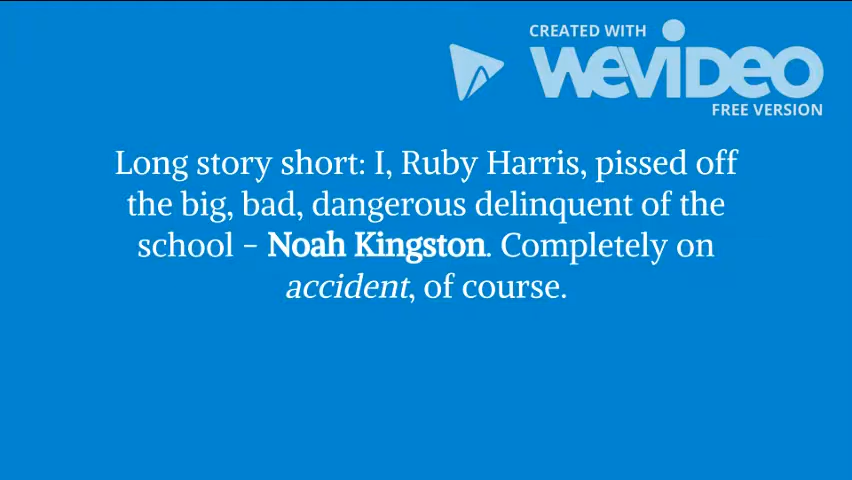 CREATED WITH
WEVIDEO
FREE VERSION
Long story short: I, Ruby Harris, pissed off
the big, bad, dangerous delinquent of the
school – Noah Kingston. Completely on
accident, of course.